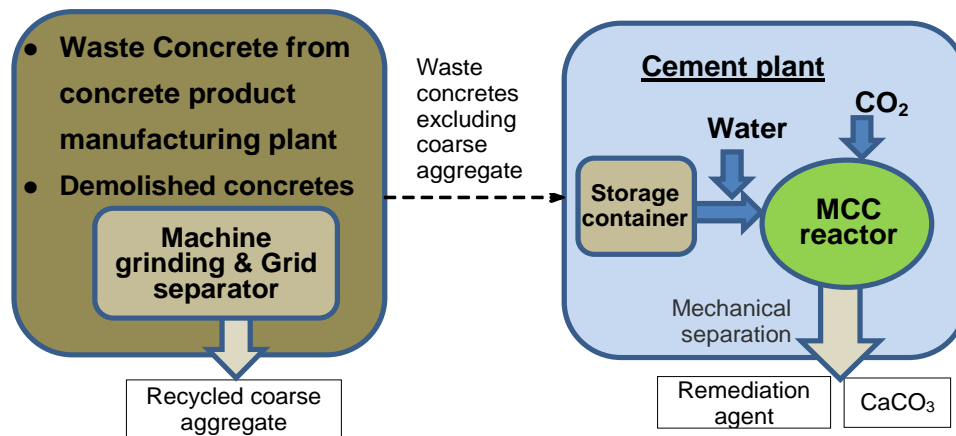 ● Waste Concrete from
concrete product
manufacturing plant
● Demolished concretes
Machine
grinding & Grid
separator
Recycled coarse
aggregate
Waste
concretes
excluding
coarse
aggregate
Cement plant
Water
CO₂
Storage
container
MCC
reactor
Mechanical
separation
Remediation
agent
CaCO₃